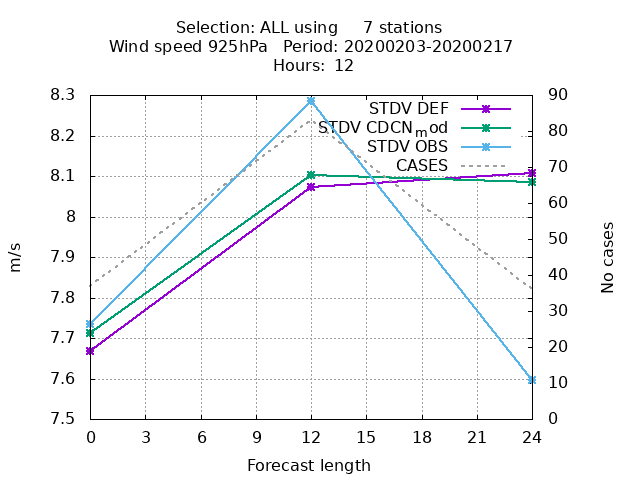 Selection: ALL using     7 stations
Wind speed 925hPa   Period: 20200203-20200217
Hours: 12
STDV DEF
STDV CDCNmod
STDV OBS
CASES
8.3
8.2
8.1
8
7.9
7.8
7.7
7.6
7.5
m/s
90
80
70
60
50
40
30
20
10
0
No cases
0 3 6 9 12 15 18 21 24
Forecast length